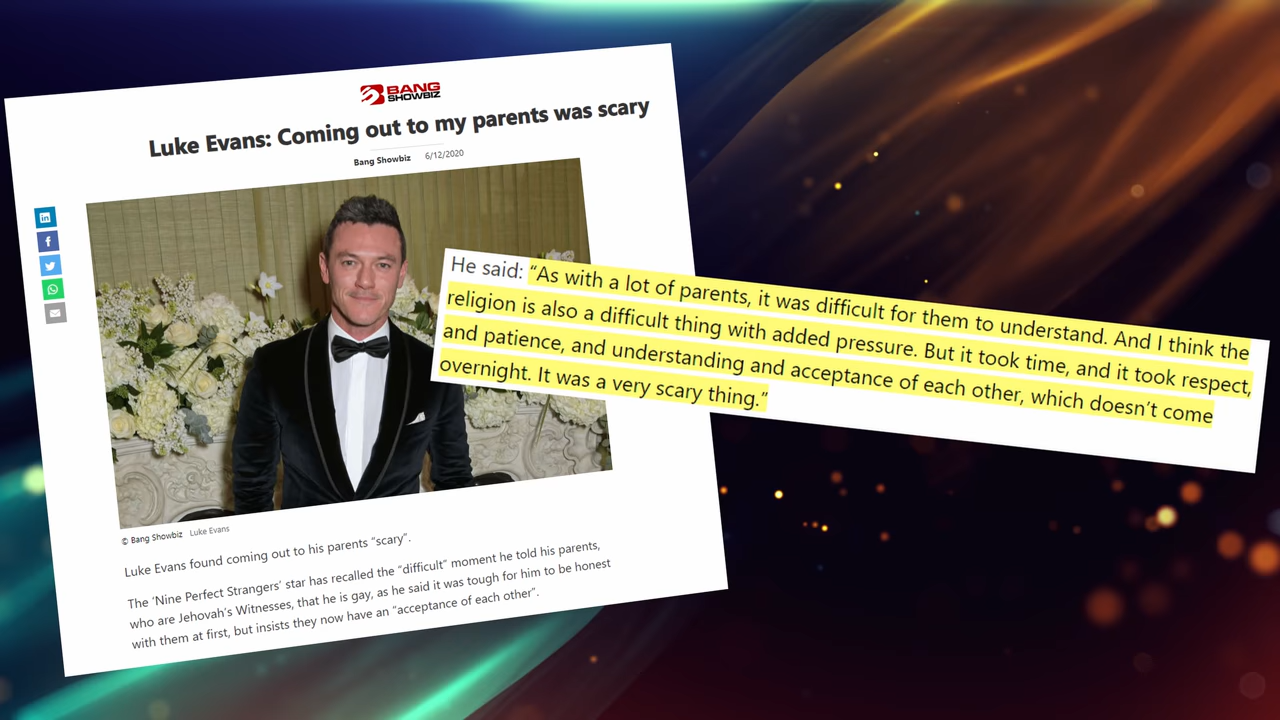 BANG
SHOWBIZ
Luke Evans: Coming out to my parents was scary
Bang Showbiz 6/12/2020
in
f
He said: “As with a lot of parents, it was difficult for them to understand. And I think the
religion is also a difficult thing with added pressure. But it took time, and it took respect,
and patience, and understanding and acceptance of each other, which doesn’t come
overnight. It was a very scary thing.”
© Bang Showbiz Luke Evans
Luke Evans found coming out to his parents “scary”.
The ‘Nine Perfect Strangers’ star has recalled the “difficult” moment he told his parents,
who are Jehovah’s Witnesses, that he is gay, as he said it was tough for him to be honest
with them at first, but insists they now have an “acceptance of each other”.